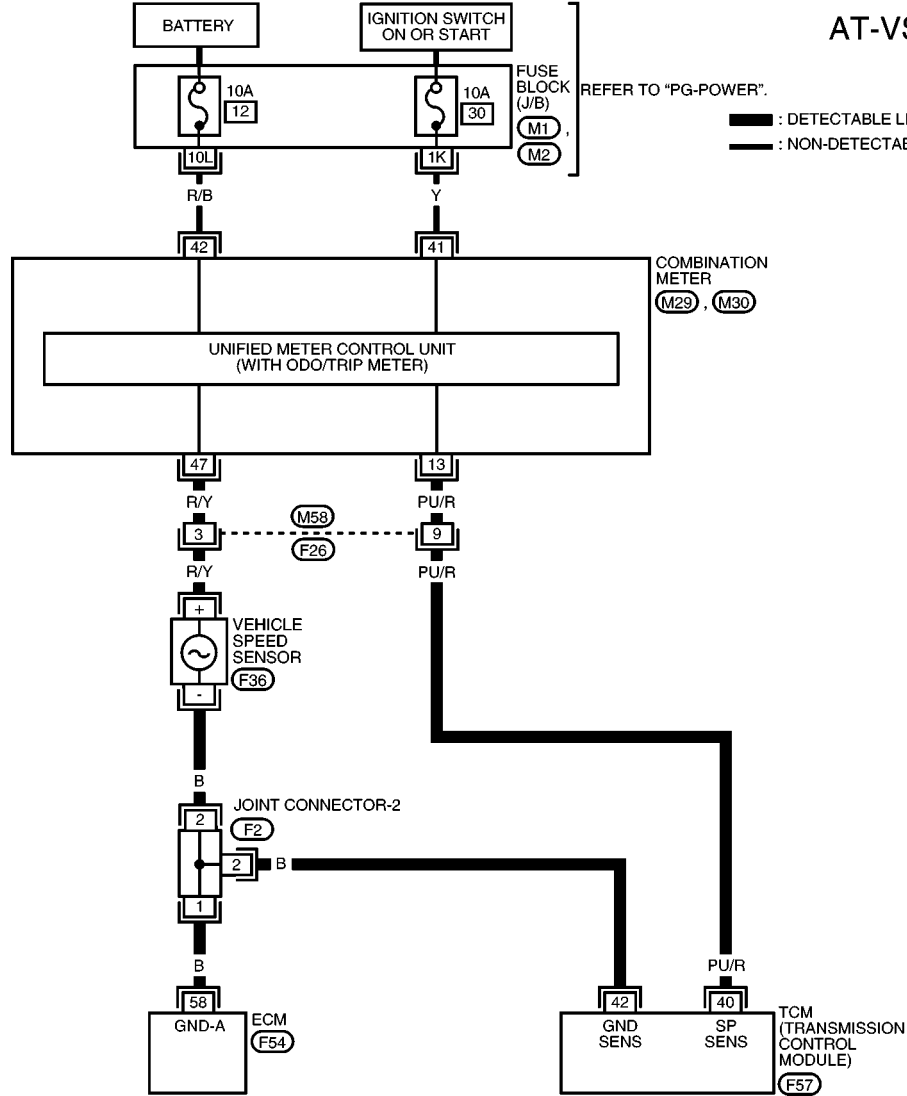 BATTERY
IGNITION SWITCH
ON OR START
AT-VS
10A
12
10A
30
FUSE
BLOCK
(J/B)
M1 ,
M2
REFER TO "PG-POWER".
: DETECTABLE LI
: NON-DETECTAB
10L
1K
R/B
Y
42
41
COMBINATION
METER
M29 , M30
UNIFIED METER CONTROL UNIT
(WITH ODO/TRIP METER)
47
13
R/Y
PU/R
3
M58
F26
9
R/Y
PU/R
+
VEHICLE
SPEED
SENSOR
F36
-
B
JOINT CONNECTOR-2
F2
2
2
B
1
B
PU/R
58
GND-A
ECM
F54
42
GND
SENS
40
SP
SENS
TCM
(TRANSMISSION
CONTROL
MODULE)
F57